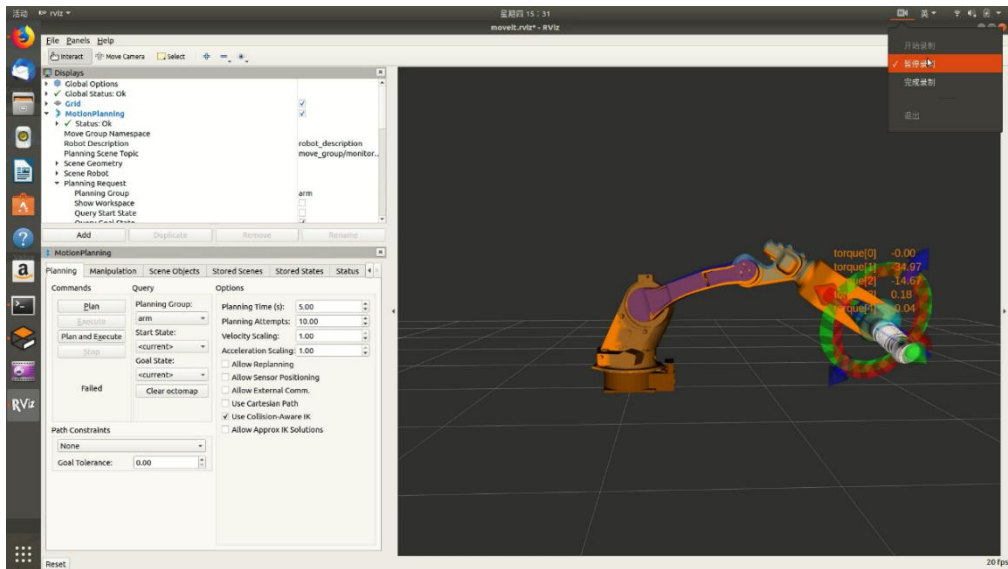 活动 rviz 星期四 15：31 英
moveit.rviz* - RViz
File Panels Help
Interact Move Camera Select
Displays
Global Options
Global Status: Ok
Grid
MotionPlanning
Status: Ok
Move Group Namespace
Robot Description robot_description
Planning Scene Topic move_group/monitor..
Scene Geometry
Scene Robot
Planning Request
Planning Group arm
Show Workspace
Query Start State
Query Goal State
Add Duplicate Remove Rename
MotionPlanning
Planning Manipulation Scene Objects Stored Scenes Stored States Status
Commands Query Options
Plan
Execute
Plan and Execute
Stop
Failed
Planning Group:
arm
Start State:
<current>
Goal State:
<current>
Clear octomap
Planning Time (s): 5.00
Planning Attempts: 10.00
Velocity Scaling: 1.00
Acceleration Scaling: 1.00
Allow Replanning
Allow Sensor Positioning
Allow External Comm.
Use Cartesian Path
Use Collision-Aware IK
Allow Approx IK Solutions
Path Constraints
None
Goal Tolerance: 0.00
Reset
开始录制
暂停录制
完成录制
退出
torque[0] -0.00
torque[1] -34.97
-14.67
0.18
0.04
RViz
20 fps